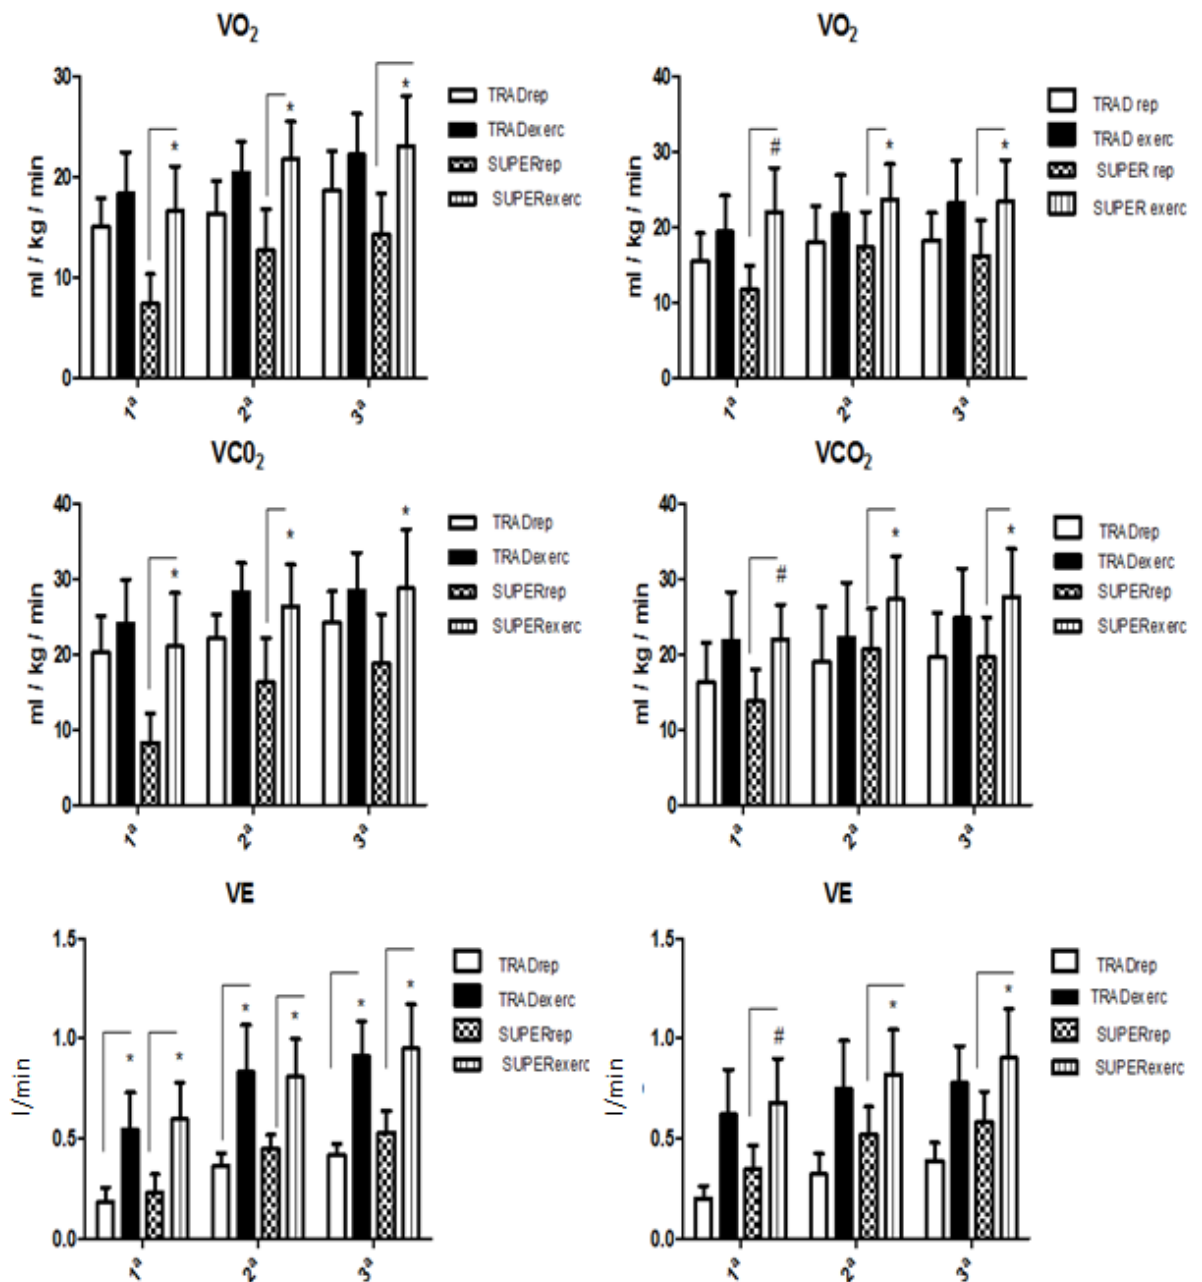 VO2
30
20
10
0
ml / kg / min
* * *
1ª 2ª 3ª
TRADrep
TRADexerc
SUPERrep
SUPERexerc
VO2
40
30
20
10
0
ml / kg / min
# * *
1ª 2ª 3ª
TRAD rep
TRAD exerc
SUPER rep
SUPER exerc
VC02
40
30
20
10
0
ml / kg / min
* * *
1ª 2ª 3ª
TRADrep
TRADexerc
SUPERrep
SUPERexerc
VCO2
40
30
20
10
0
ml / kg / min
# * *
1ª 2ª 3ª
TRADrep
TRADexerc
SUPERrep
SUPERexerc
VE
1.5
1.0
0.5
0.0
l/min
* * * * * *
1ª 2ª 3ª
TRADrep
TRADexerc
SUPERrep
SUPERexerc
VE
1.5
1.0
0.5
0.0
l/min
# * *
1ª 2ª 3ª
TRADrep
TRADexerc
SUPERrep
SUPERexerc